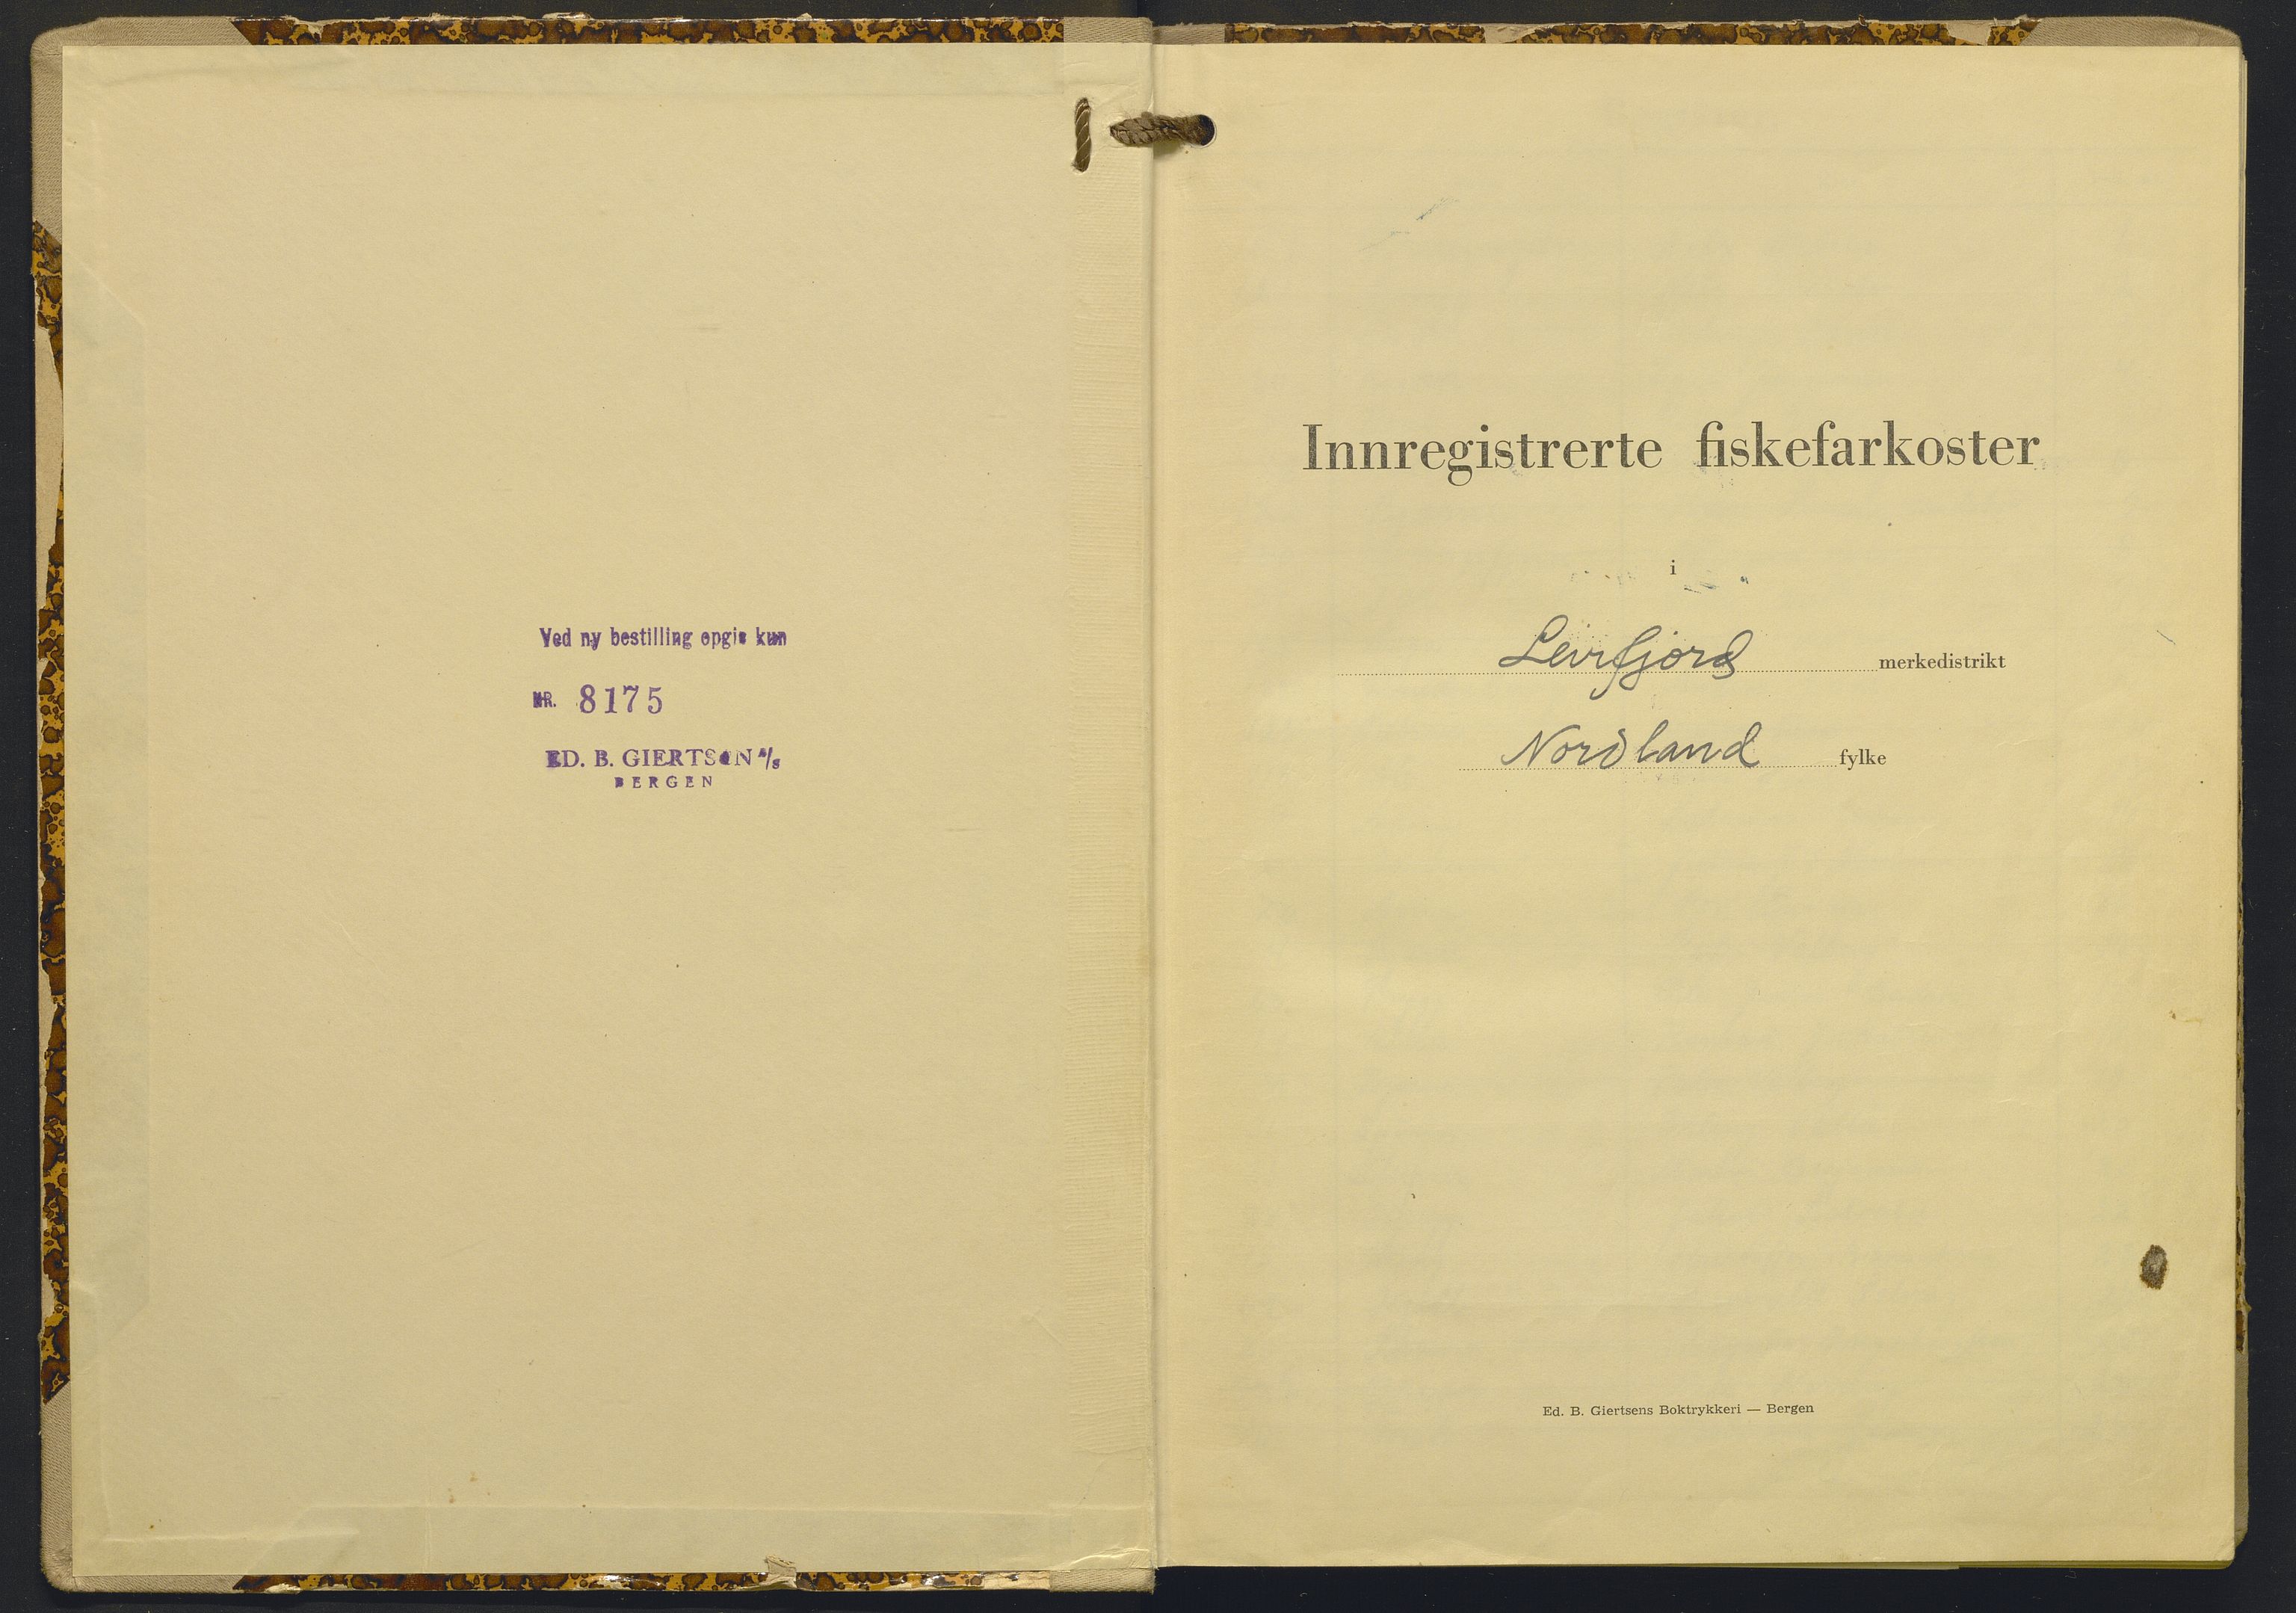 Ved ny bestilling opgis kun
NR. 8175
ED. B. GIERTSEN A/S
BERGEN
Innregistrerte fiskefarkoster
i
Leirfjord merkedistrikt
Nordland fylke
Ed. B. Giertsens Boktrykkeri — Bergen